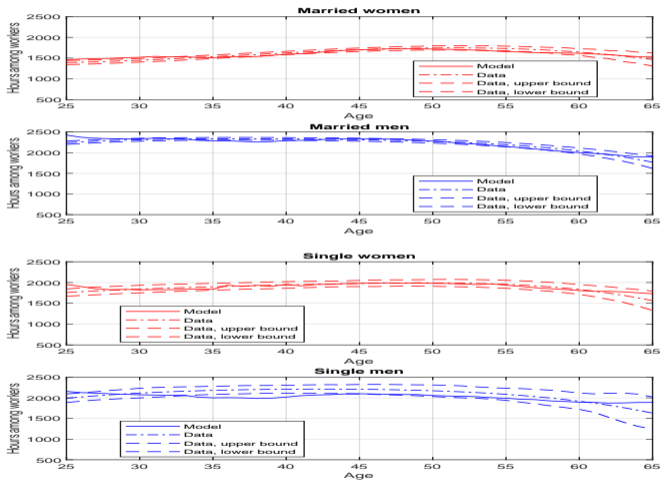 Married women
Hours among workers
2500
2000
1500
1000
500
Model
Data
Data, upper bound
Data, lower bound
25 30 35 40 45 50 55 60 65
Age
Married men
Hours among workers
2500
2000
1500
1000
500
Model
Data
Data, upper bound
Data, lower bound
25 30 35 40 45 50 55 60 65
Age
Single women
Hours among workers
2500
2000
1500
1000
500
Model
Data
Data, upper bound
Data, lower bound
25 30 35 40 45 50 55 60 65
Age
Single men
Hours among workers
2500
2000
1500
1000
500
Model
Data
Data, upper bound
Data, lower bound
25 30 35 40 45 50 55 60 65
Age